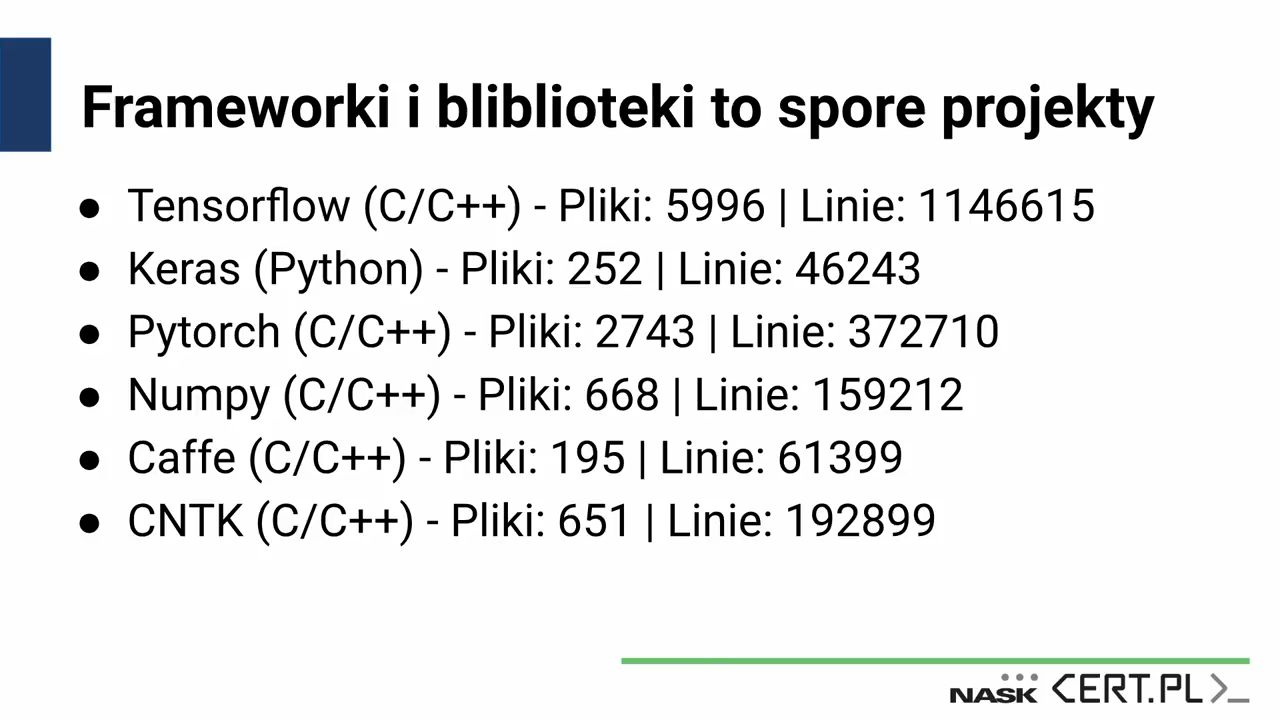 Frameworki i bliblioteki to spore projekty
● Tensorflow (C/C++) - Pliki: 5996 | Linie: 1146615
● Keras (Python) - Pliki: 252 | Linie: 46243
● Pytorch (C/C++) - Pliki: 2743 | Linie: 372710
● Numpy (C/C++) - Pliki: 668 | Linie: 159212
● Caffe (C/C++) - Pliki: 195 | Linie: 61399
● CNTK (C/C++) - Pliki: 651 | Linie: 192899
NASK CERT.PL>_